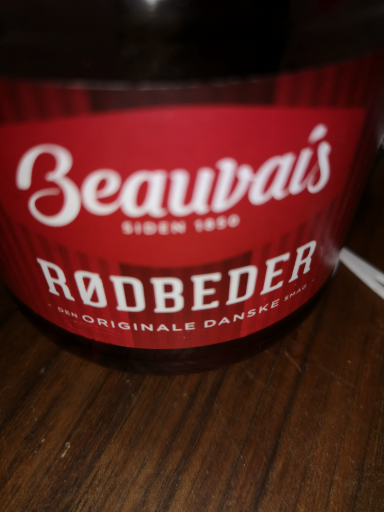 Beauvais
SIDEN 1850
RØDBEDER
DEN ORIGINALE DANSKE SMAG